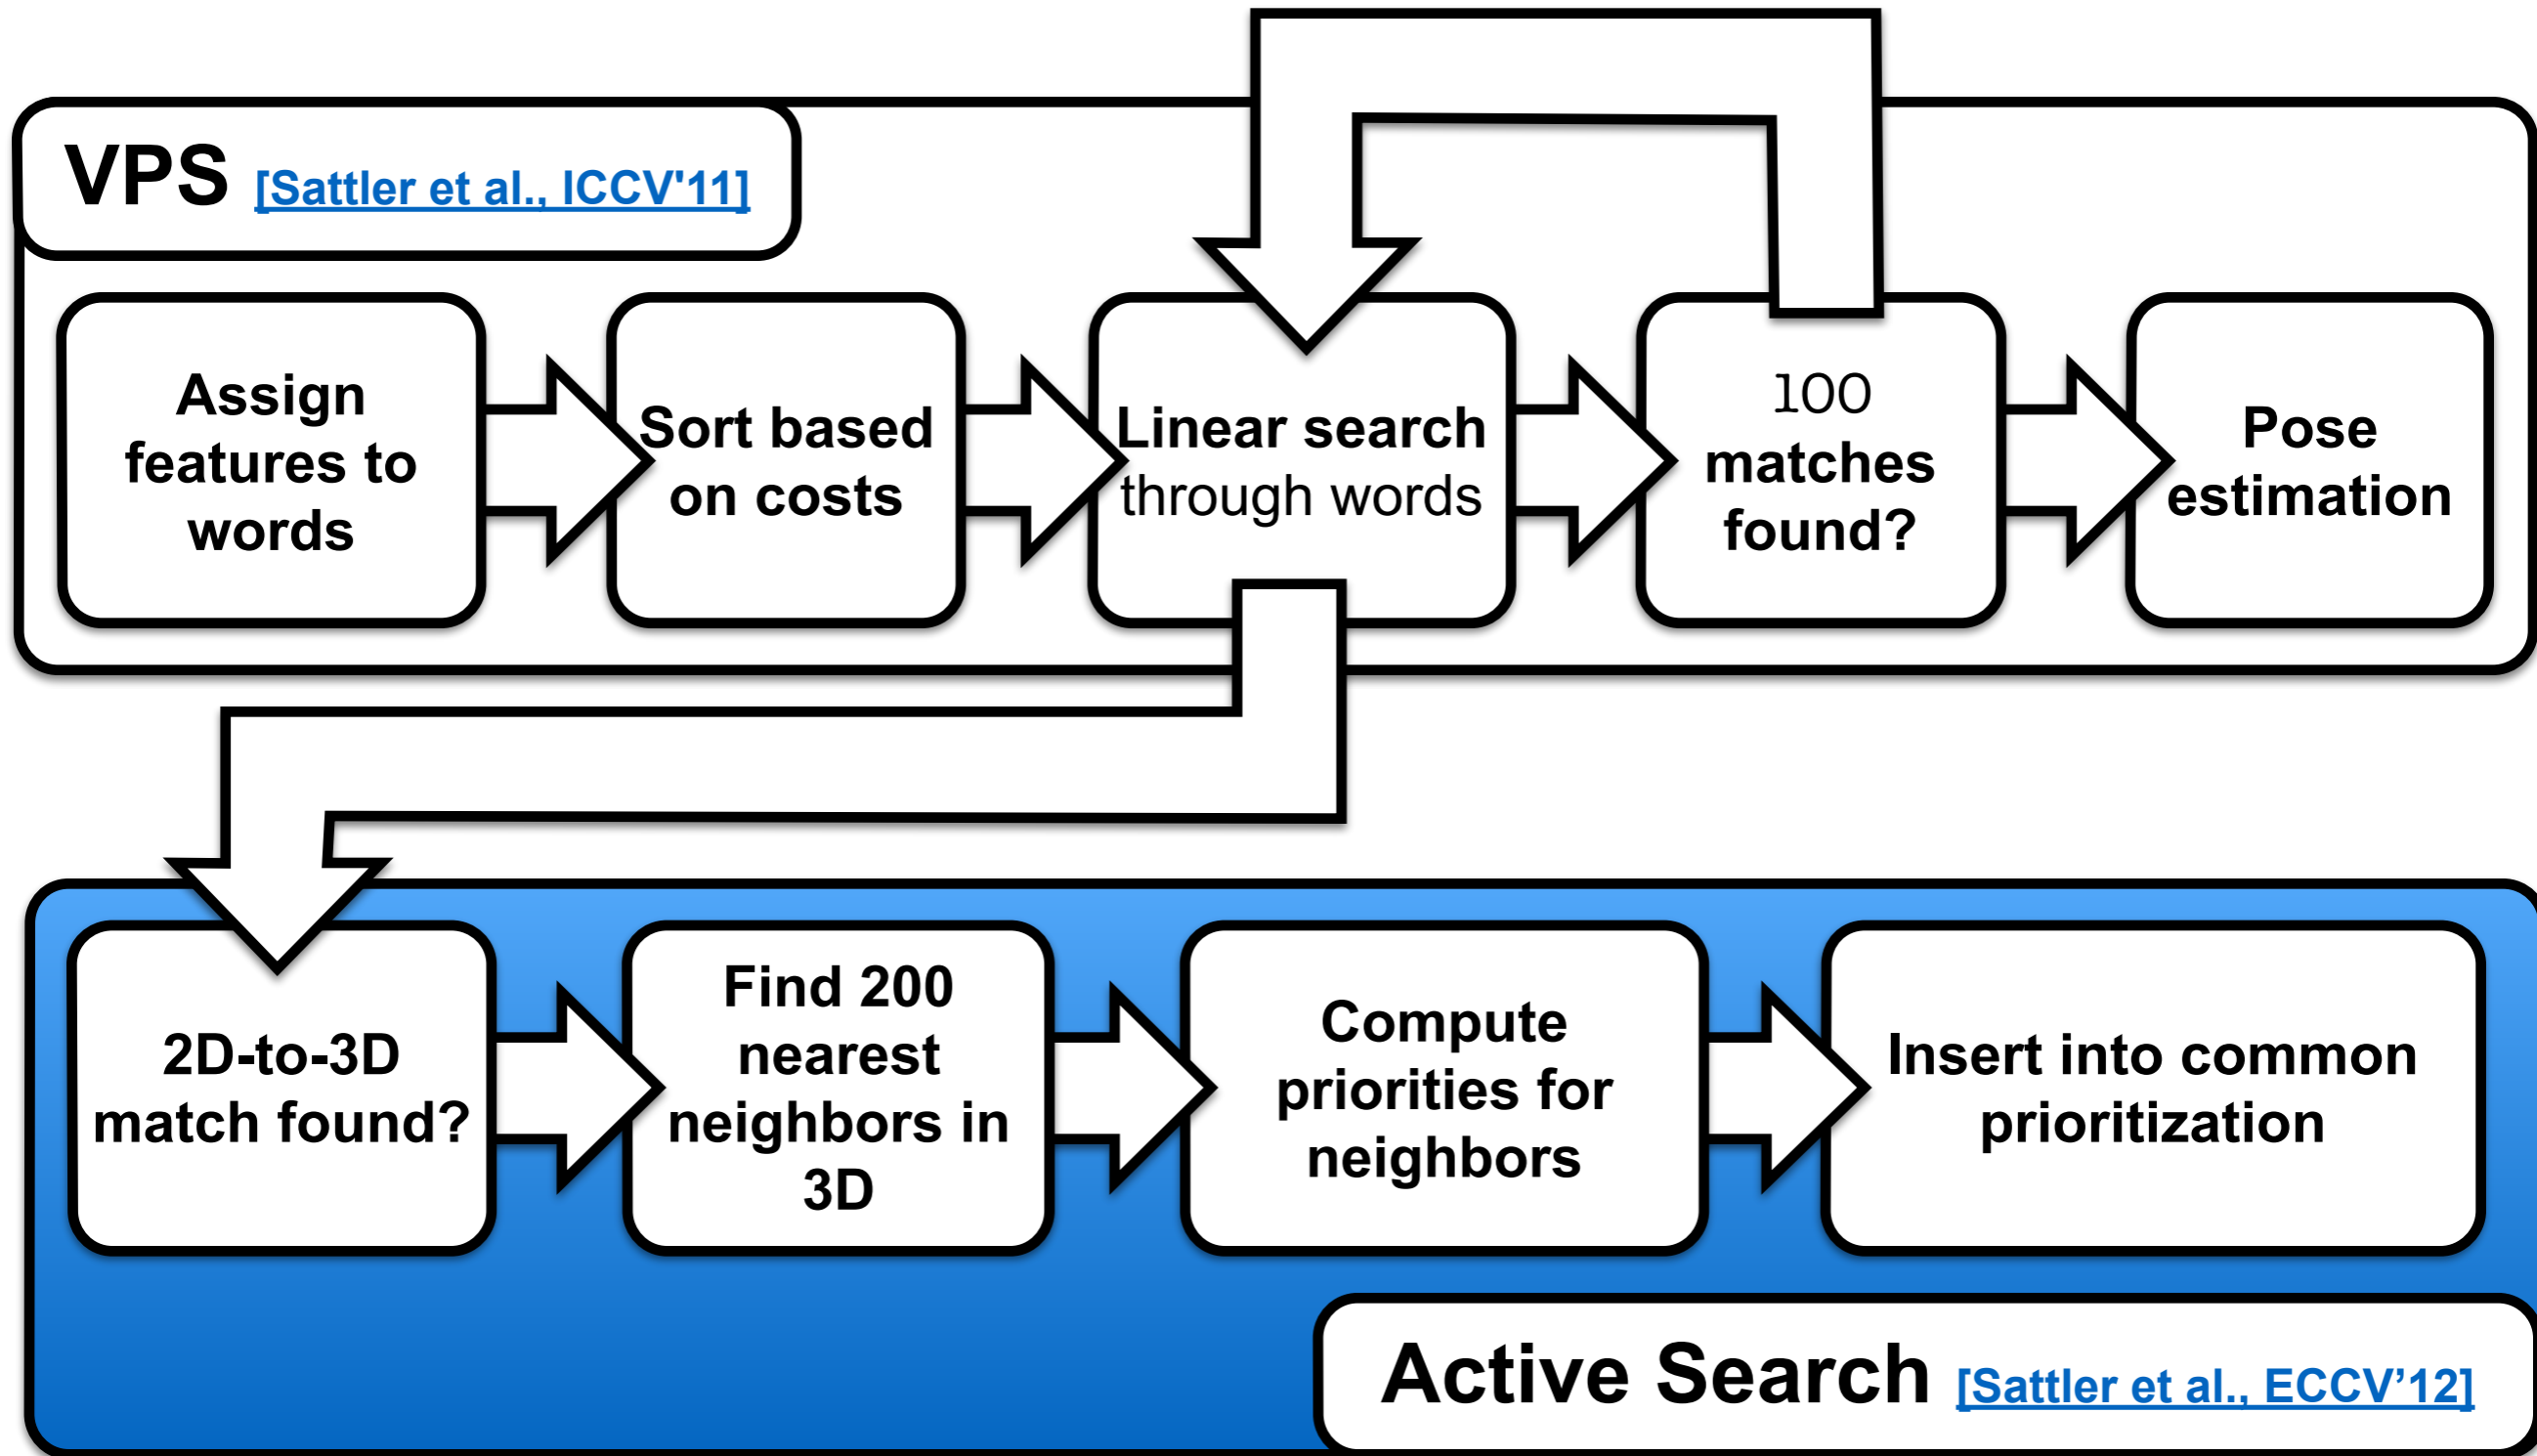 VPS [Sattler et al., ICCV'11]
Assign
features to
words
Sort based
on costs
Linear search
through words
100
matches
found?
Pose
estimation
2D-to-3D
match found?
Find 200
nearest
neighbors in
3D
Compute
priorities for
neighbors
Insert into common
prioritization
Active Search [Sattler et al., ECCV’12]